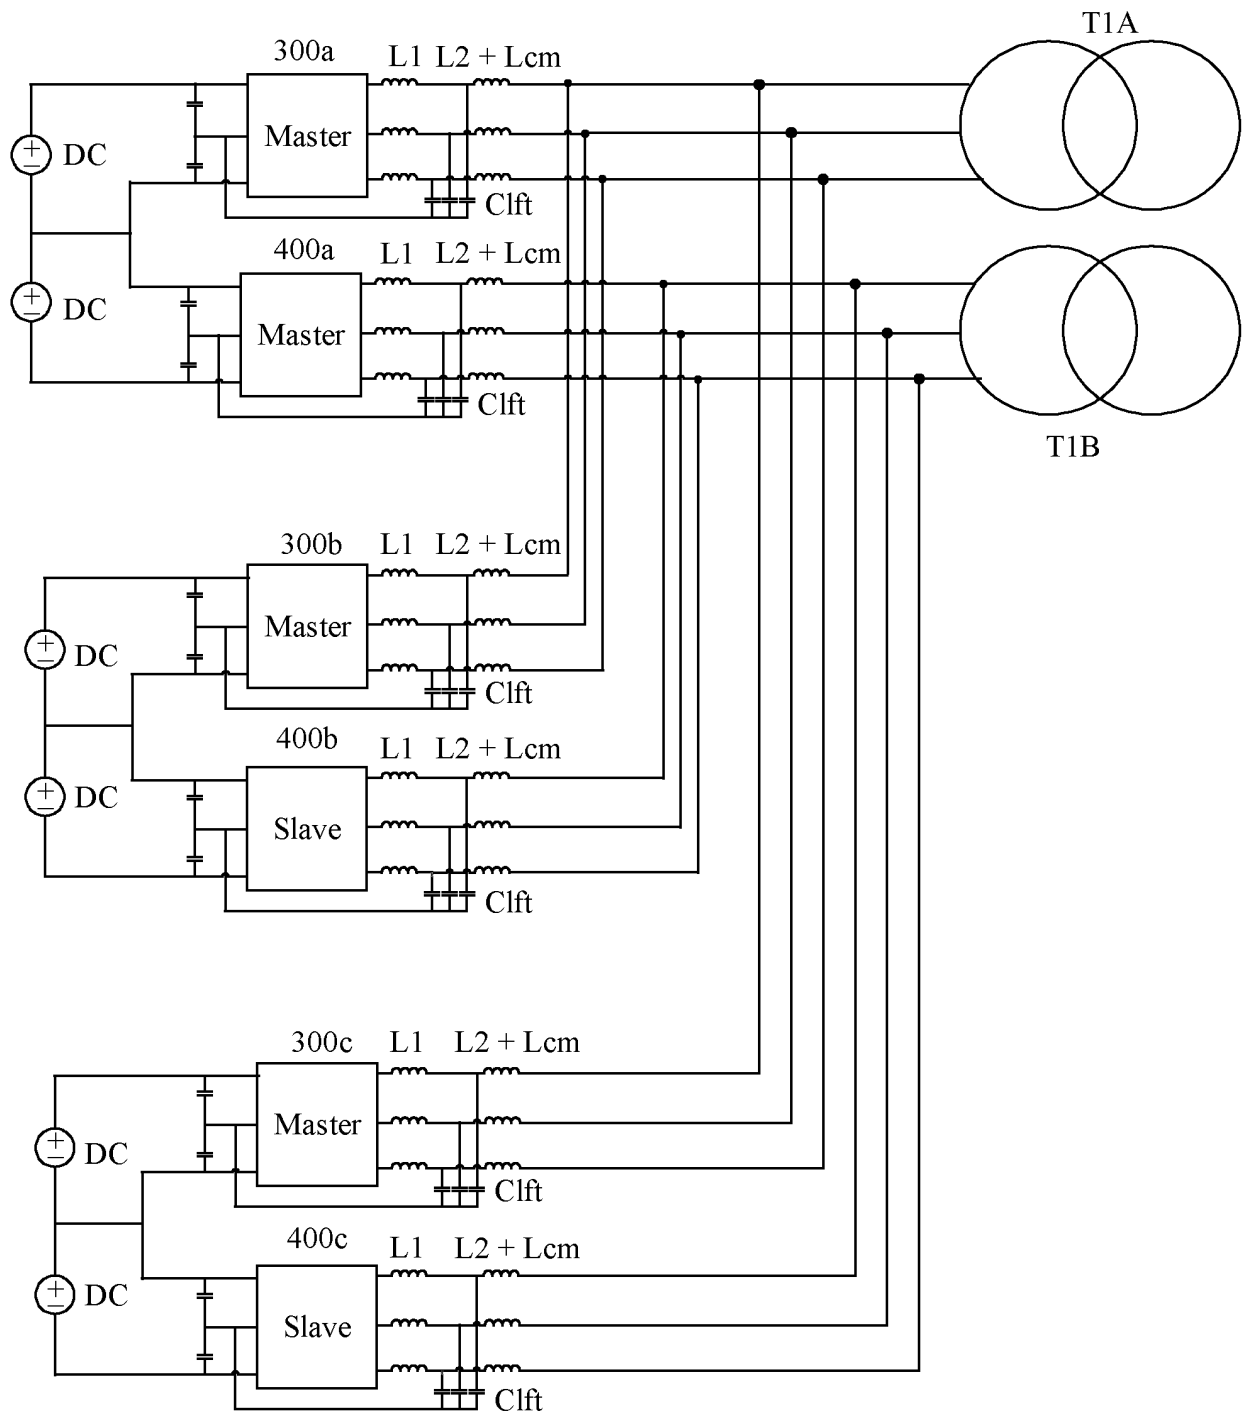 T1A
300a L1 L2 + Lcm
+
−
DC
Master
Clft
400a L1 L2 + Lcm
+
−
DC
Master
Clft
T1B
300b L1 L2 + Lcm
+
−
DC
Master
Clft
400b L1 L2 + Lcm
+
−
DC
Slave
Clft
300c L1 L2 + Lcm
+
−
DC
Master
Clft
400c L1 L2 + Lcm
+
−
DC
Slave
Clft